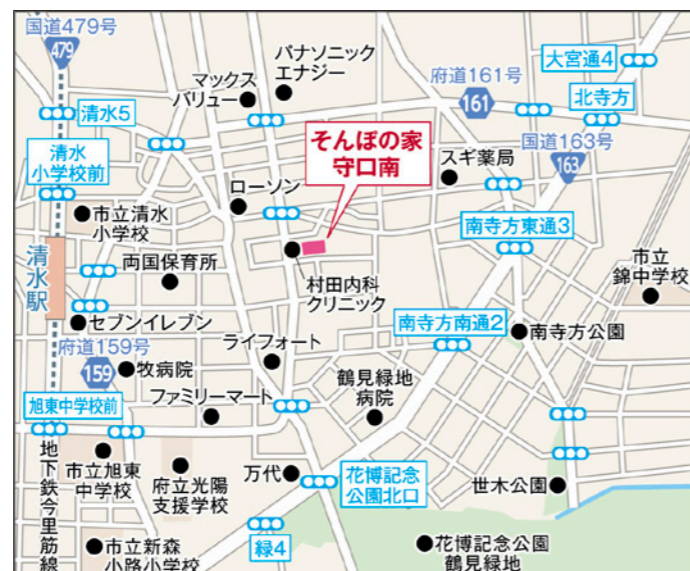 国道479号
479
パナソニック
エナジー
マックス
バリュー
府道161号
161
大宮通4
北寺方
国道163号
163
清水5
清水
小学校前
そんぽの家
守口南
スギ薬局
ローソン
市立清水
小学校
南寺方東通3
市立
錦中学校
清水駅
両国保育所
村田内科
クリニック
セブンイレブン
南寺方南通2
南寺方公園
府道159号
159
ライフォート
牧病院
鶴見緑地
病院
ファミリーマート
旭東中学校前
地下鉄今里筋線
市立旭東
中学校
府立光陽
支援学校
万代
花博記念
公園北口
世木公園
緑4
市立新森
小路小学校
花博記念公園
鶴見緑地